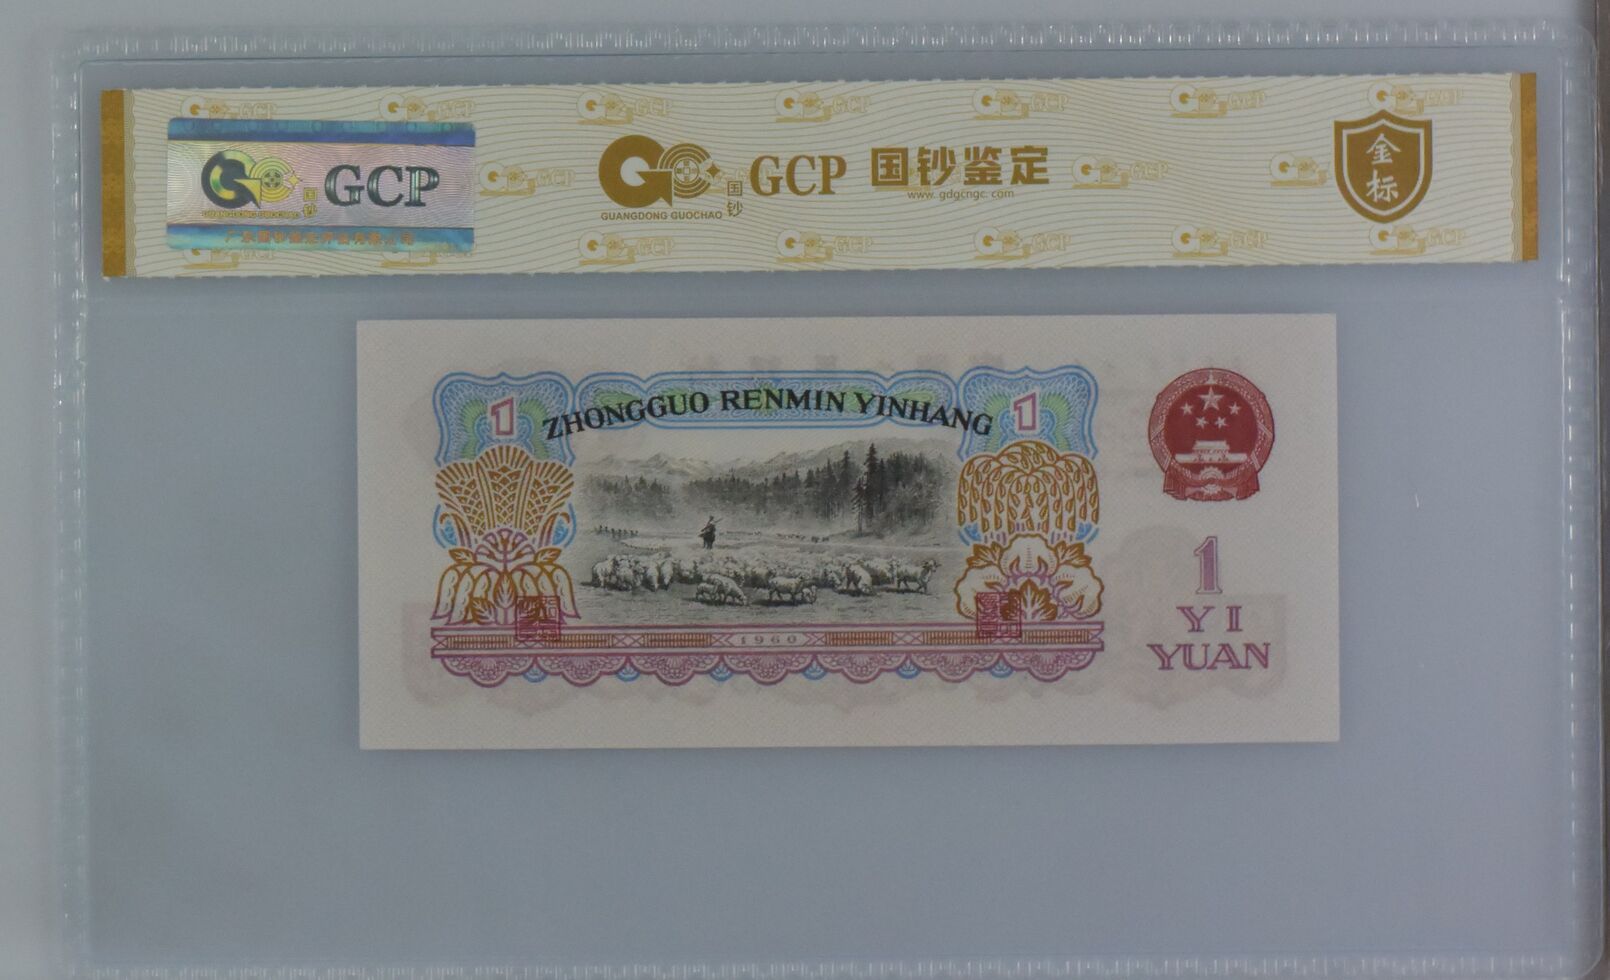 GCP
国钞
GUANGDONG GUOCHAO
GCP
国钞
GUANGDONG GUOCHAO
GCP 国钞鉴定
www.gdgcngc.com
金标
ZHONGGUO RENMIN YINHANG
1
1
1960
1
YI
YUAN